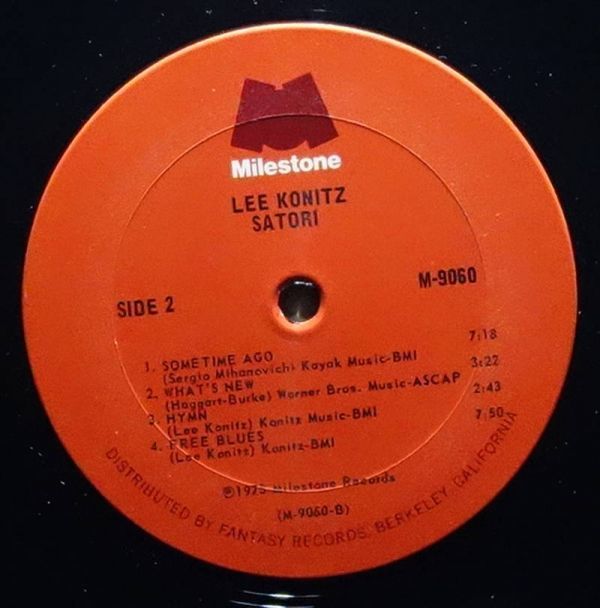 Milestone
LEE KONITZ
SATORI
M-9060
SIDE 2
1. SOMETIME AGO 7:18
(Sergio Mihanovich) Kayak Music-BMI
2. WHAT'S NEW 3:22
(Haggart-Burke) Warner Bros. Music-ASCAP
3. HYMN 2:43
(Lee Konitz) Konitz Music-BMI
4. FREE BLUES 7:50
(Lee Konitz) Konitz-BMI
℗1975 Milestone Records
(M-9060-B)
DISTRIBUTED BY FANTASY RECORDS, BERKELEY, CALIFORNIA